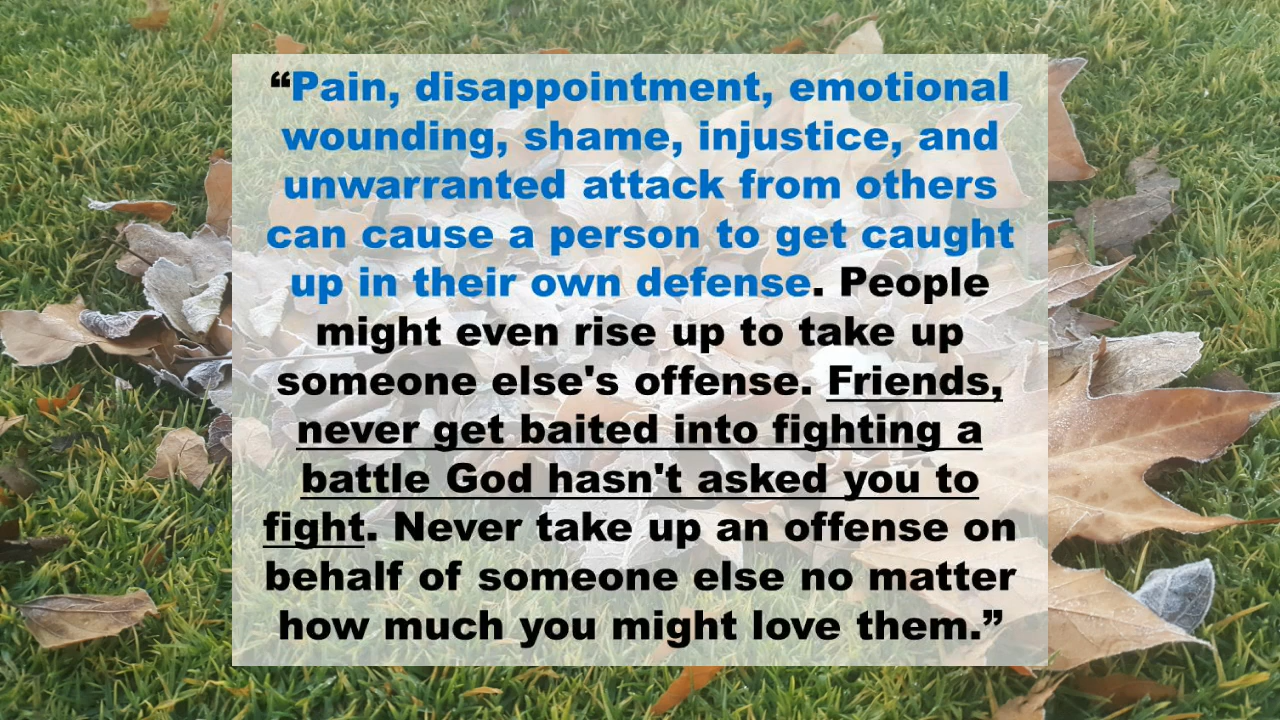 “Pain, disappointment, emotional
wounding, shame, injustice, and
unwarranted attack from others
can cause a person to get caught
up in their own defense. People
might even rise up to take up
someone else's offense. Friends,
never get baited into fighting a
battle God hasn't asked you to
fight. Never take up an offense on
behalf of someone else no matter
how much you might love them.”